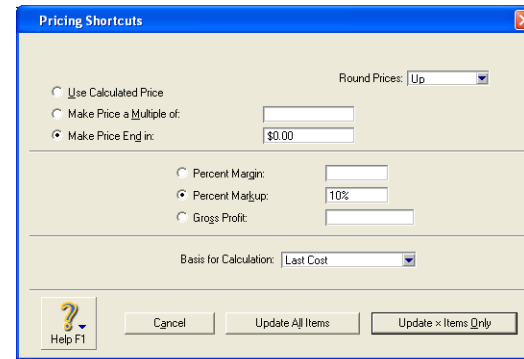 Pricing Shortcuts
Round Prices: Up
Use Calculated Price
Make Price a Multiple of:
Make Price End in: $0.00
Percent Margin:
Percent Markup: 10%
Gross Profit:
Basis for Calculation: Last Cost
Help F1
Cancel
Update All Items
Update × Items Only